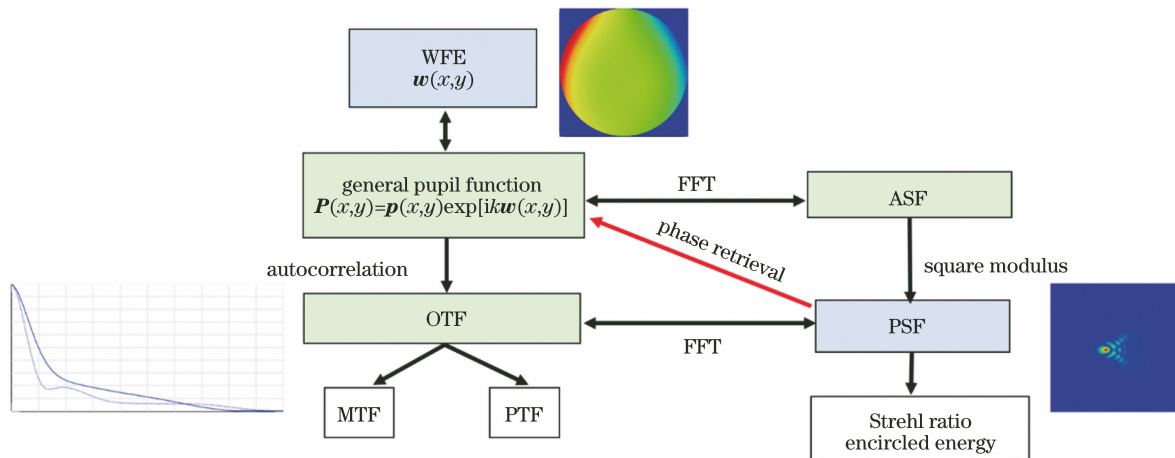 WFE
w(x,y)
general pupil function
P(x,y)=p(x,y)exp[ikw(x,y)]
FFT
ASF
phase retrieval
autocorrelation
square modulus
OTF
FFT
PSF
MTF
PTF
Strehl ratio
encircled energy